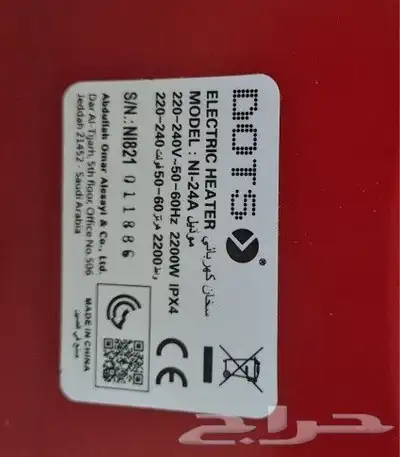 DOTS
®
ELECTRIC HEATER سخان كهربائي
MODEL : NI-24A موديل
220-240V~50-60Hz 2200W IPX4
220-240 فولت 50-60 هرتز 2200 واط
S/N.: NI821 011886
CE
Abdullah Omar Alesayi & Co., Ltd.
Dar Al-Tijarh, 5th floor, Office No.506
Jeddah 21452 - Saudi Arabia
MADE IN CHINA
صنع في الصين
حراج